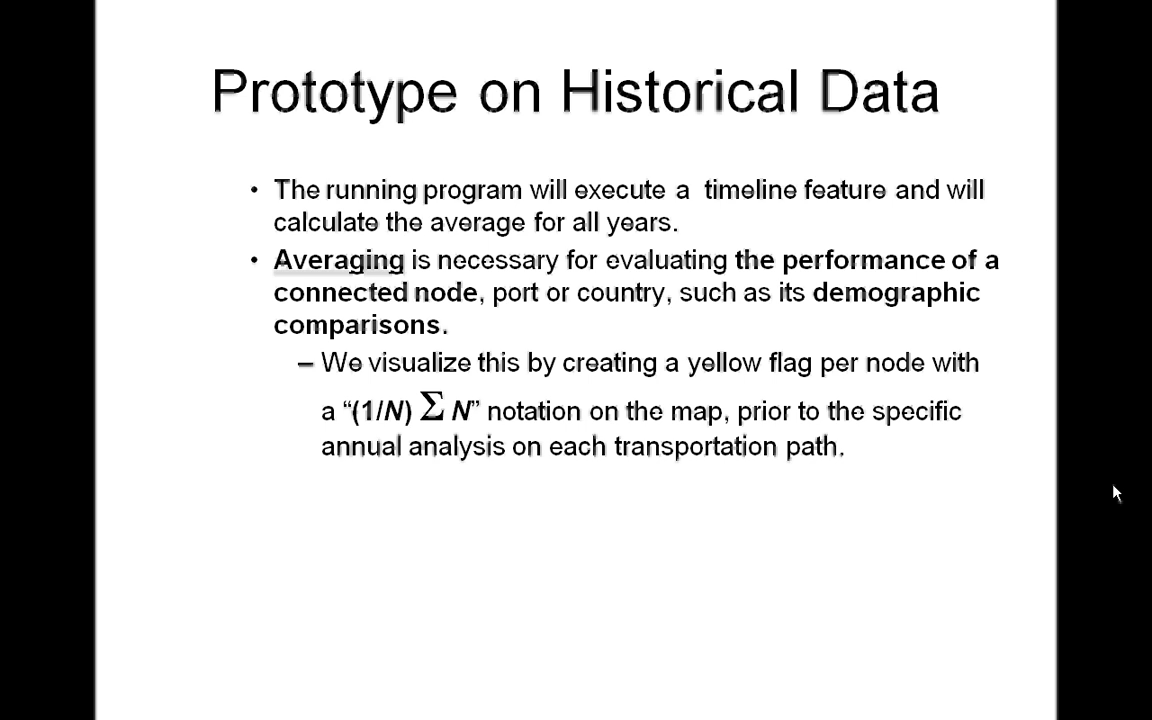 Prototype on Historical Data
• The running program will execute a timeline feature and will
calculate the average for all years.
• Averaging is necessary for evaluating the performance of a
connected node, port or country, such as its demographic
comparisons.
– We visualize this by creating a yellow flag per node with
a “(1/N) Σ N” notation on the map, prior to the specific
annual analysis on each transportation path.